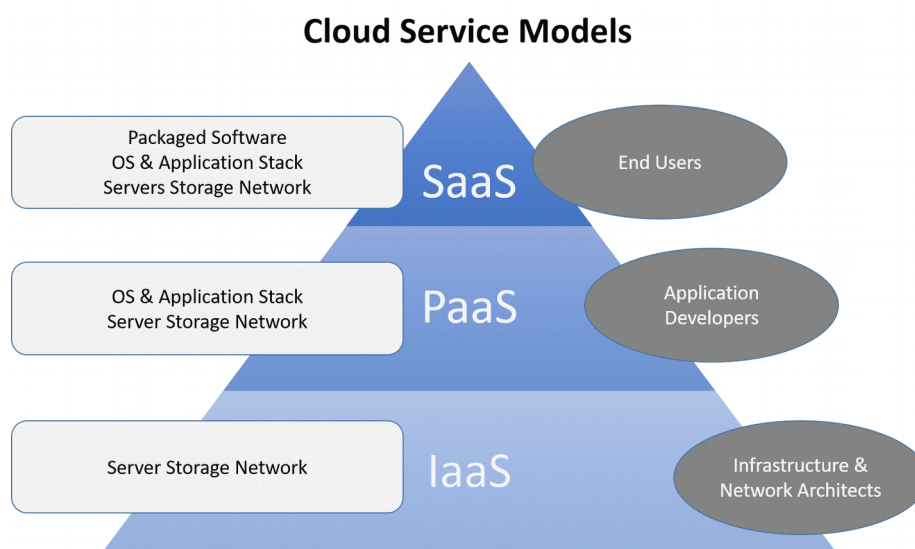 Cloud Service Models
Packaged Software
OS & Application Stack
Servers Storage Network
SaaS
End Users
OS & Application Stack
Server Storage Network
PaaS
Application
Developers
Server Storage Network
IaaS
Infrastructure &
Network Architects